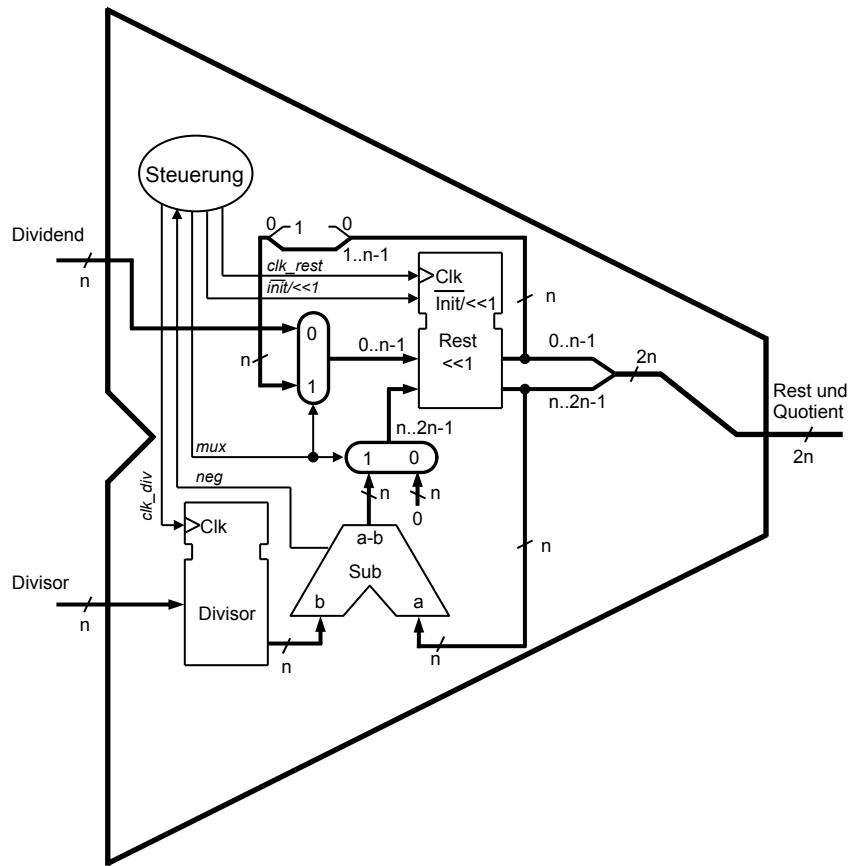 Steuerung
Dividend
n
0
1
0
1..n-1
clk_rest
init/<<1
Clk
Init/<<1
Rest
<<1
n
n
0
1
0..n-1
0..n-1
n..2n-1
n..2n-1
2n
Rest und
Quotient
2n
mux
neg
clk_div
1
0
n
n
0
Clk
a-b
Sub
b
a
n
Divisor
n
Divisor
n
n